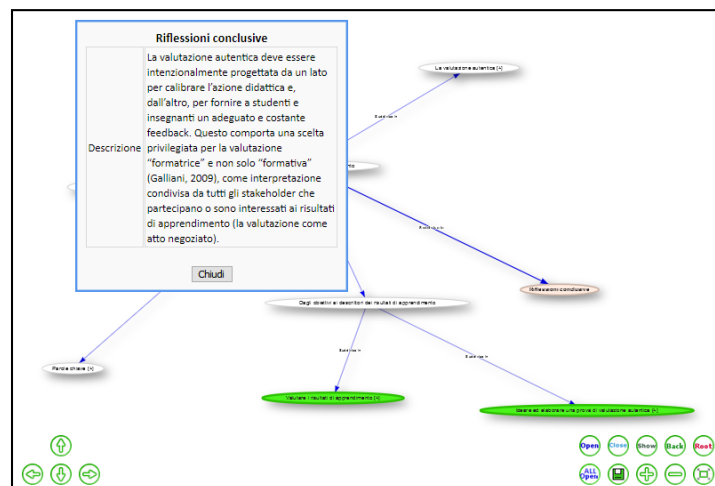 Riflessioni conclusive
La valutazione autentica deve essere
intenzionalmente progettata da un lato
per calibrare l'azione didattica e,
dall'altro, per fornire a studenti e
insegnanti un adeguato e costante
feedback. Questo comporta una scelta
privilegiata per la valutazione
Descrizione "formatrice" e non solo "formativa"
(Galliani, 2009), come interpretazione
condivisa da tutti gli stakeholder che
partecipano o sono interessati ai risultati
di apprendimento (la valutazione come
atto negoziato).
Chiudi
La valutazione autentica [+]
Riflessioni conclusive
Dagli obiettivi ai descrittori dei risultati di apprendimento
Parole chiave [+]
Valutare i risultati di apprendimento [+]
Ideare ed elaborare una prova di valutazione autentica [+]
Open Close Show Back Root
ALL
Open